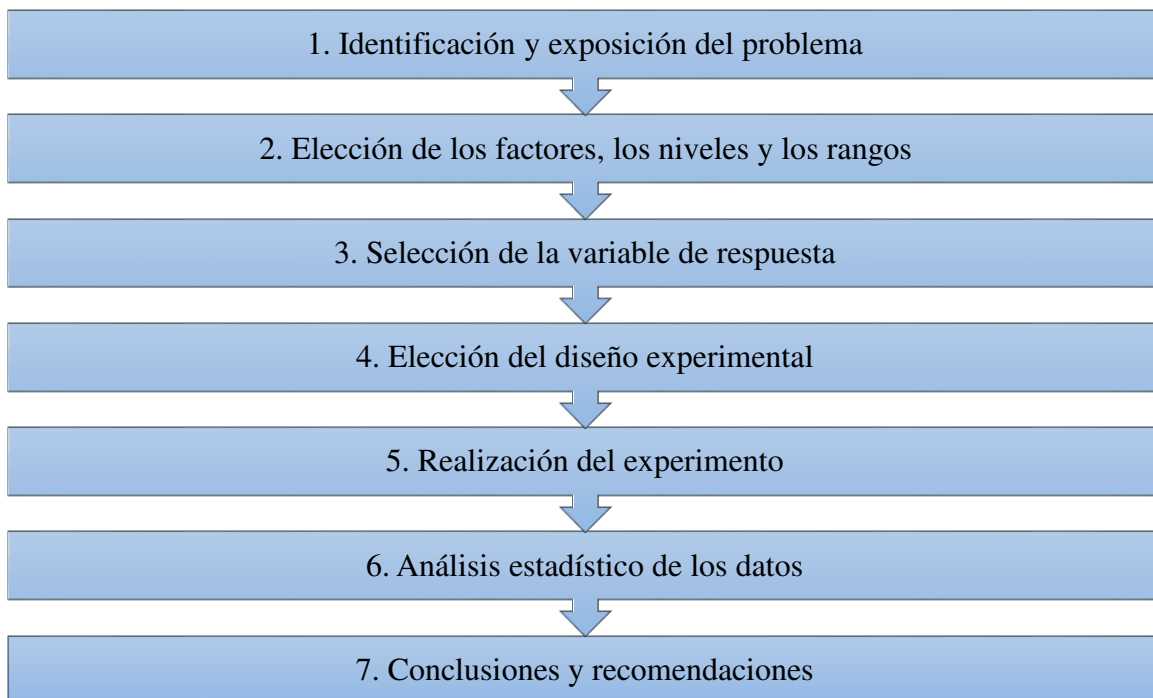 1. Identificación y exposición del problema
2. Elección de los factores, los niveles y los rangos
3. Selección de la variable de respuesta
4. Elección del diseño experimental
5. Realización del experimento
6. Análisis estadístico de los datos
7. Conclusiones y recomendaciones